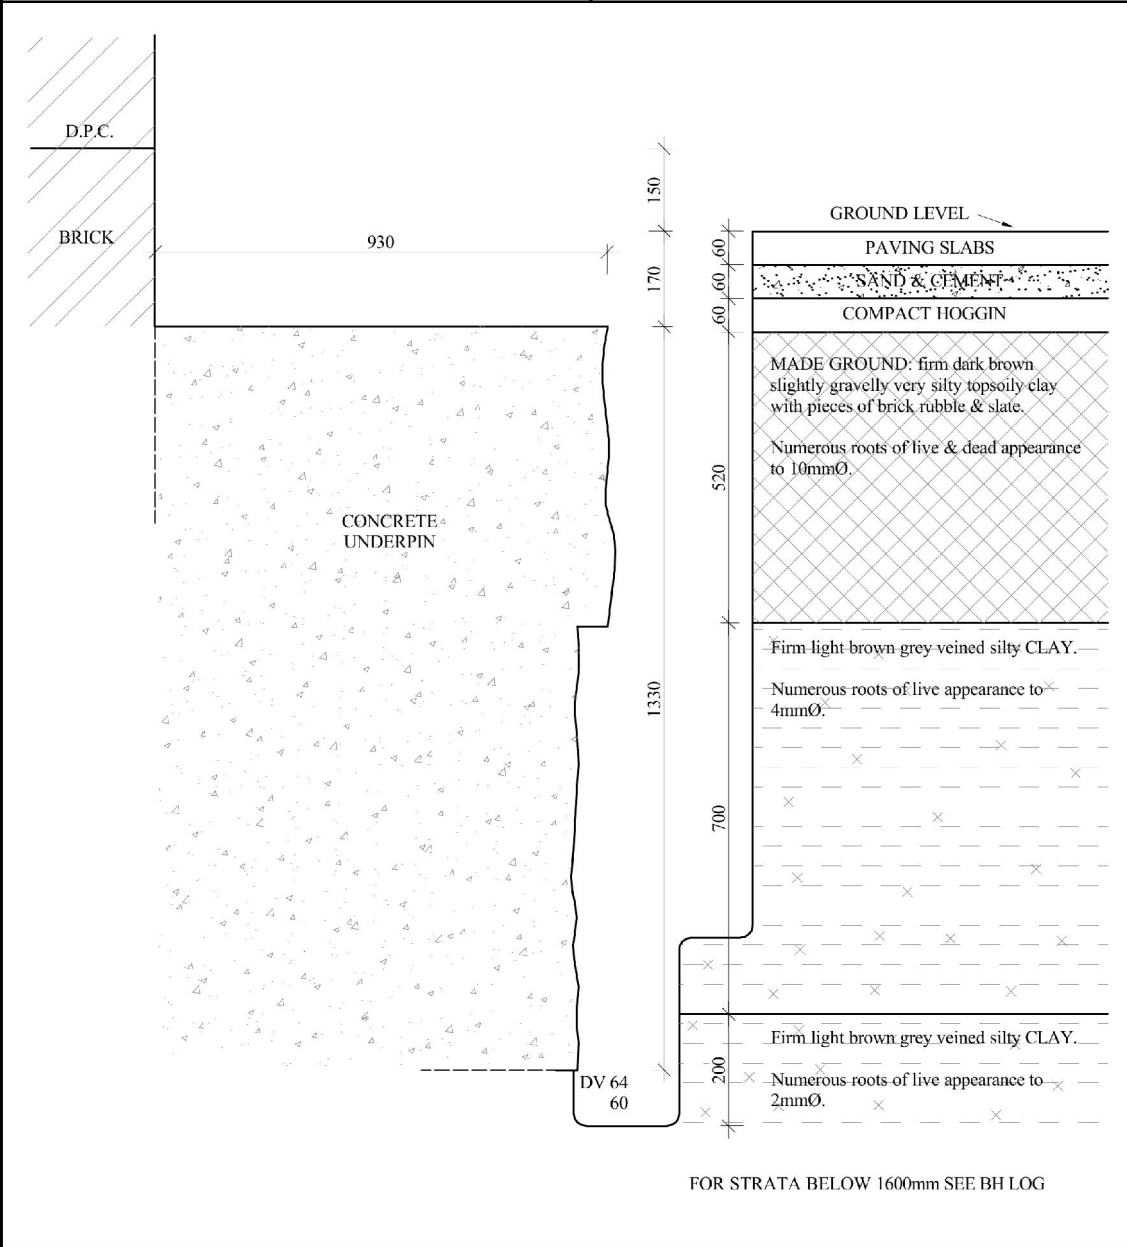 D.P.C.
BRICK
930
150
170
1330
GROUND LEVEL
60
PAVING SLABS
60
SAND & CEMENT
60
COMPACT HOGGIN
520
MADE GROUND: firm dark brown
slightly gravelly very silty topsoily clay
with pieces of brick rubble & slate.
Numerous roots of live & dead appearance
to 10mmØ.
CONCRETE
UNDERPIN
700
Firm light brown grey veined silty CLAY.
Numerous roots of live appearance to
4mmØ.
200
Firm light brown grey veined silty CLAY.
Numerous roots of live appearance to
2mmØ.
DV 64
60
FOR STRATA BELOW 1600mm SEE BH LOG